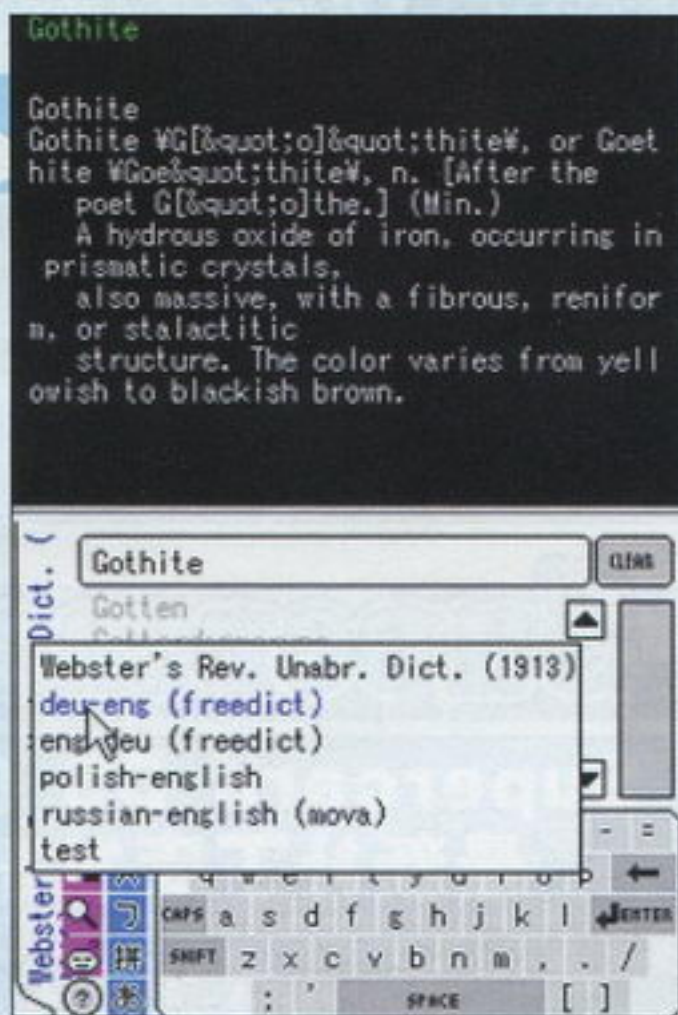 Gothite
Gothite
Gothite ¥G[&quot;o]&quot;thite¥, or Goet
hite ¥Goe&quot;thite¥, n. [After the
poet G[&quot;o]the.] (Min.)
A hydrous oxide of iron, occurring in
prismatic crystals,
also massive, with a fibrous, renifor
m, or stalactitic
structure. The color varies from yell
owish to blackish brown.
Dict. (
Gothite
CLEAR
Gotten
Webster's Rev. Unabr. Dict. (1913)
deu-eng (freedict)
eng-deu (freedict)
polish-english
russian-english (mova)
test
- =
q w e r t y u i o p
CAPS a s d f g h j k l ENTER
SHIFT z x c v b n m , . /
; ' SPACE [ ]
Webster
拼
あ
?